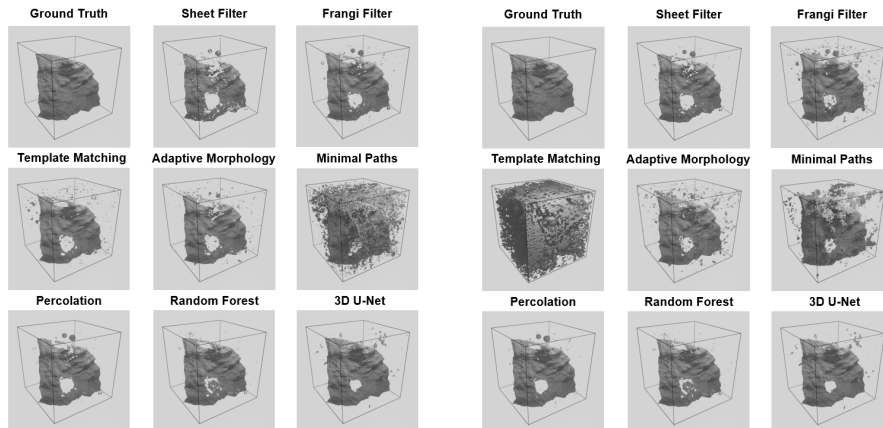 Ground Truth Sheet Filter Frangi Filter
Template Matching Adaptive Morphology Minimal Paths
Percolation Random Forest 3D U-Net
Ground Truth Sheet Filter Frangi Filter
Template Matching Adaptive Morphology Minimal Paths
Percolation Random Forest 3D U-Net